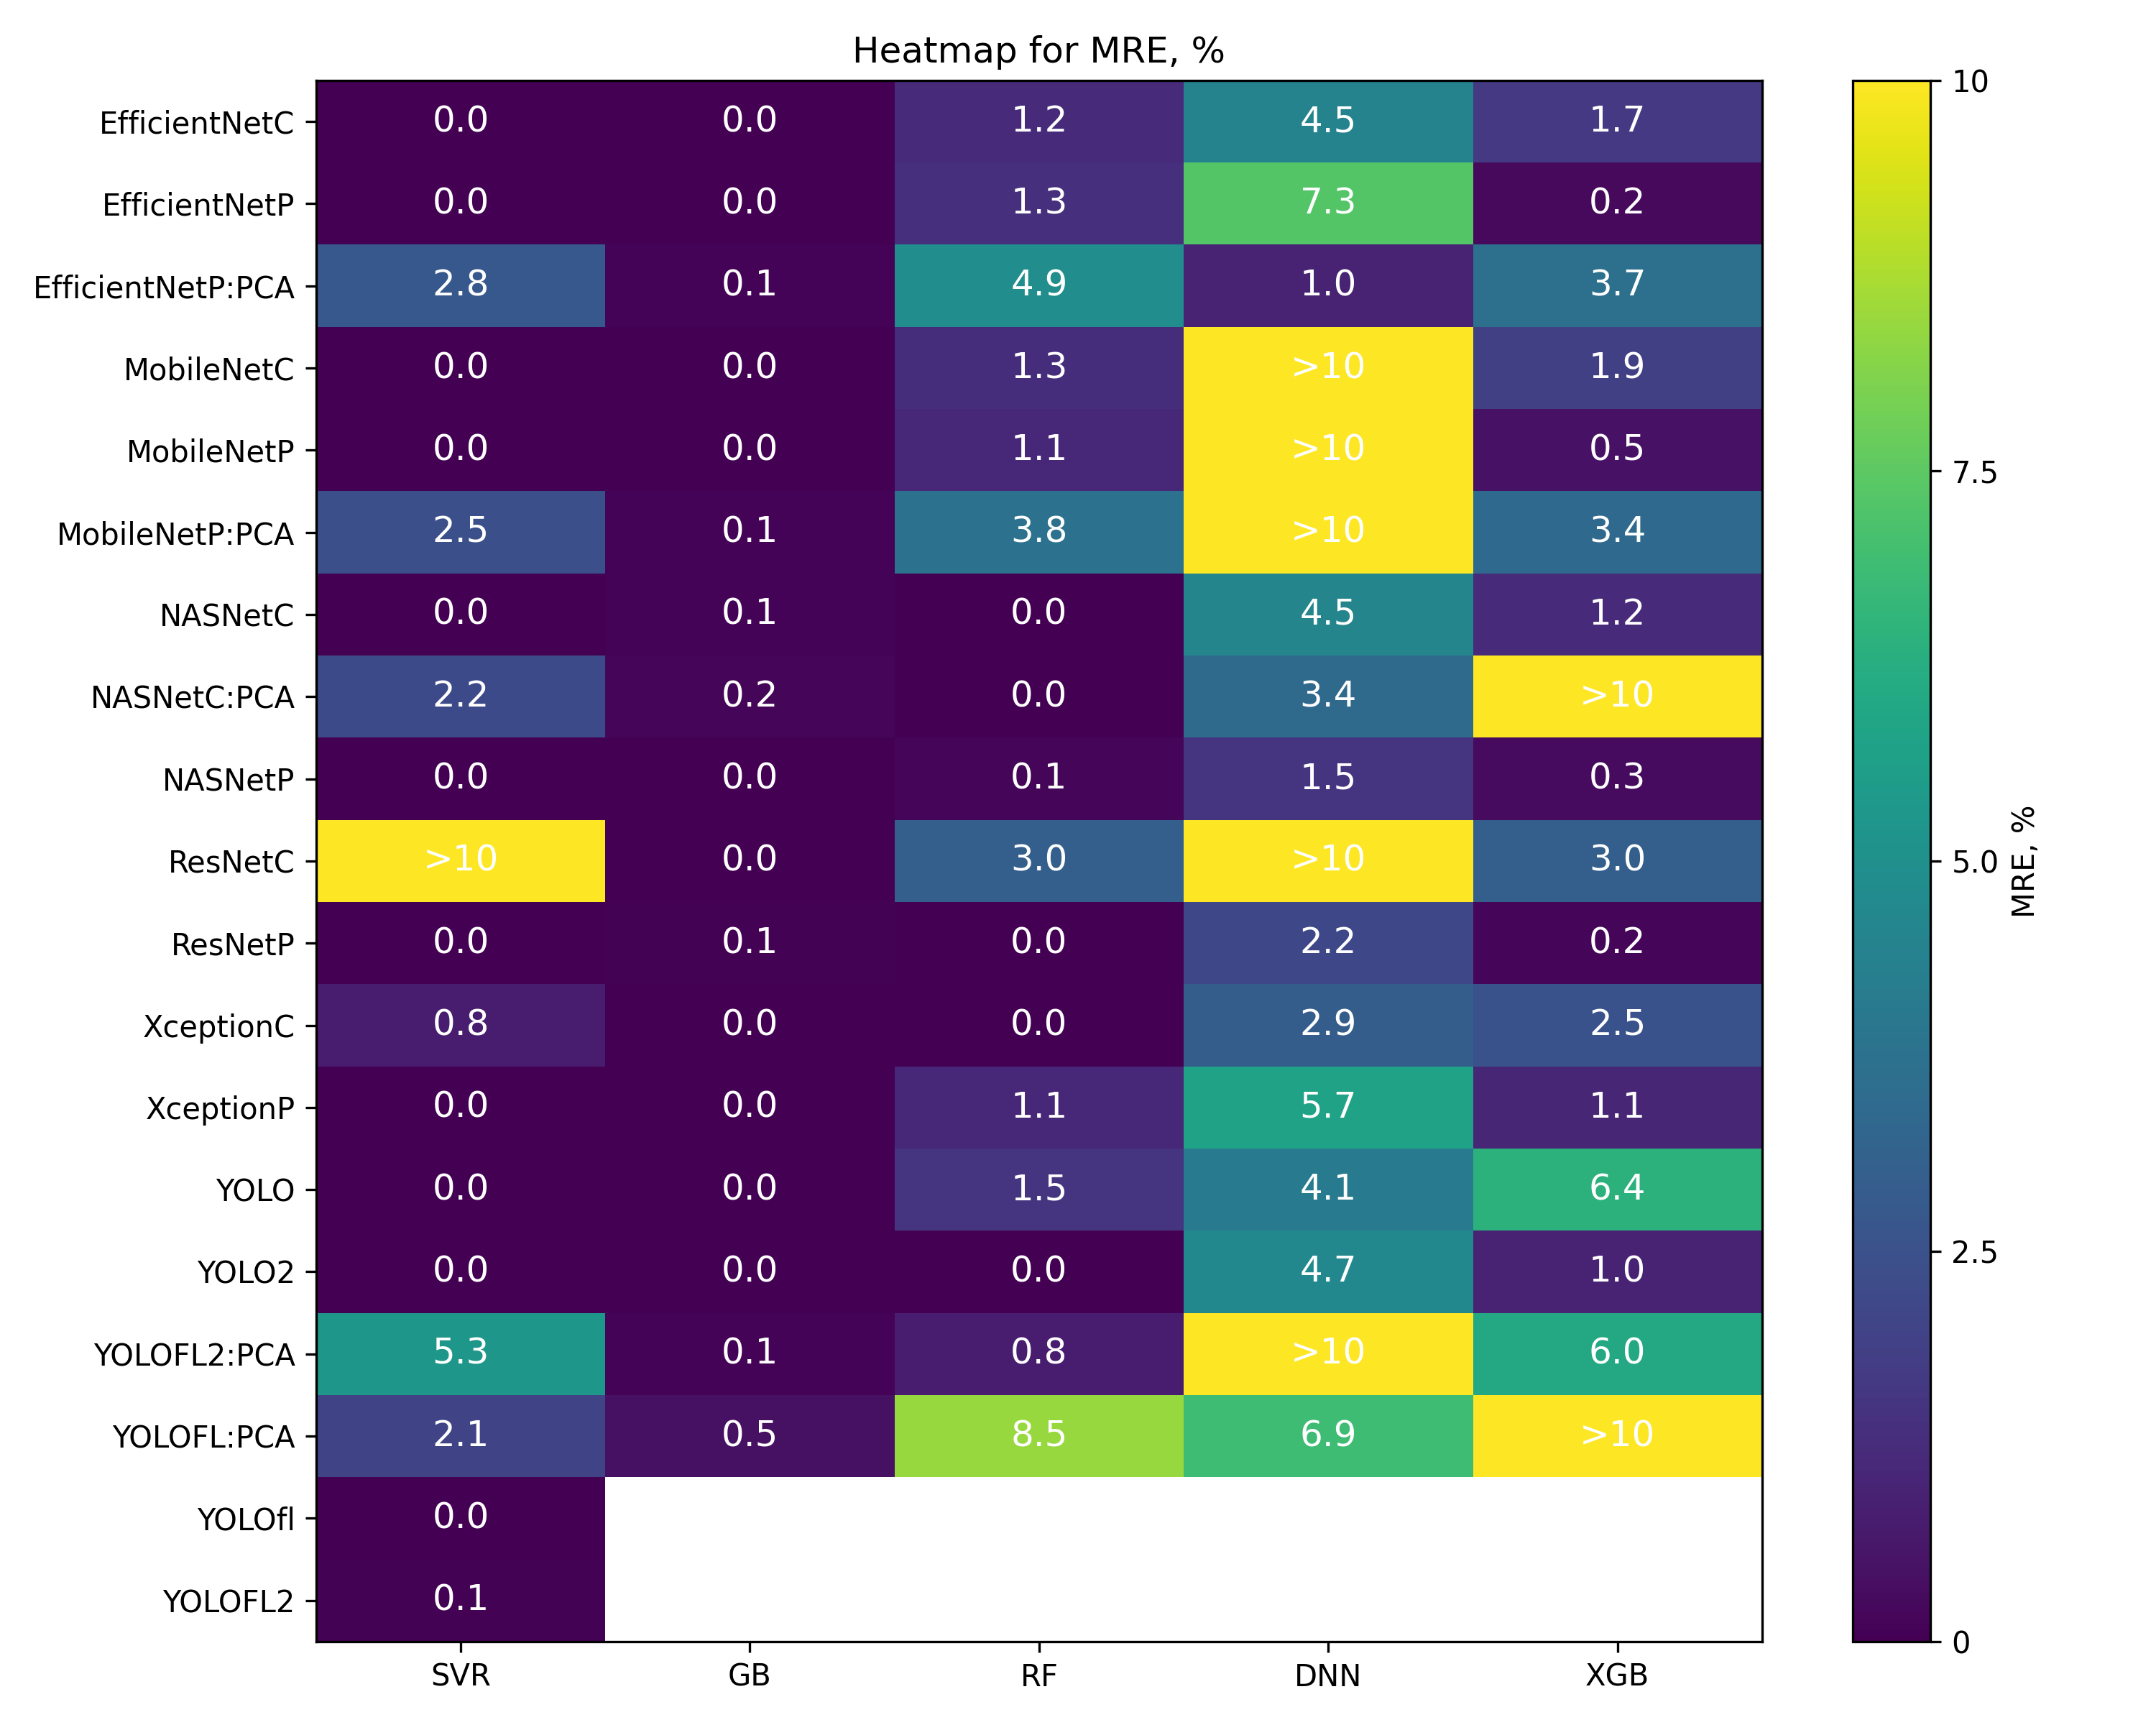 Heatmap for MRE, %
EfficientNetC 0.0 0.0 1.2 4.5 1.7
EfficientNetP 0.0 0.0 1.3 7.3 0.2
EfficientNetP:PCA 2.8 0.1 4.9 1.0 3.7
MobileNetC 0.0 0.0 1.3 >10 1.9
MobileNetP 0.0 0.0 1.1 >10 0.5
MobileNetP:PCA 2.5 0.1 3.8 >10 3.4
NASNetC 0.0 0.1 0.0 4.5 1.2
NASNetC:PCA 2.2 0.2 0.0 3.4 >10
NASNetP 0.0 0.0 0.1 1.5 0.3
ResNetC >10 0.0 3.0 >10 3.0
ResNetP 0.0 0.1 0.0 2.2 0.2
XceptionC 0.8 0.0 0.0 2.9 2.5
XceptionP 0.0 0.0 1.1 5.7 1.1
YOLO 0.0 0.0 1.5 4.1 6.4
YOLO2 0.0 0.0 0.0 4.7 1.0
YOLOFL2:PCA 5.3 0.1 0.8 >10 6.0
YOLOFL:PCA 2.1 0.5 8.5 6.9 >10
YOLOfl 0.0
YOLOFL2 0.1
SVR GB RF DNN XGB
10
7.5
5.0
2.5
0
MRE, %